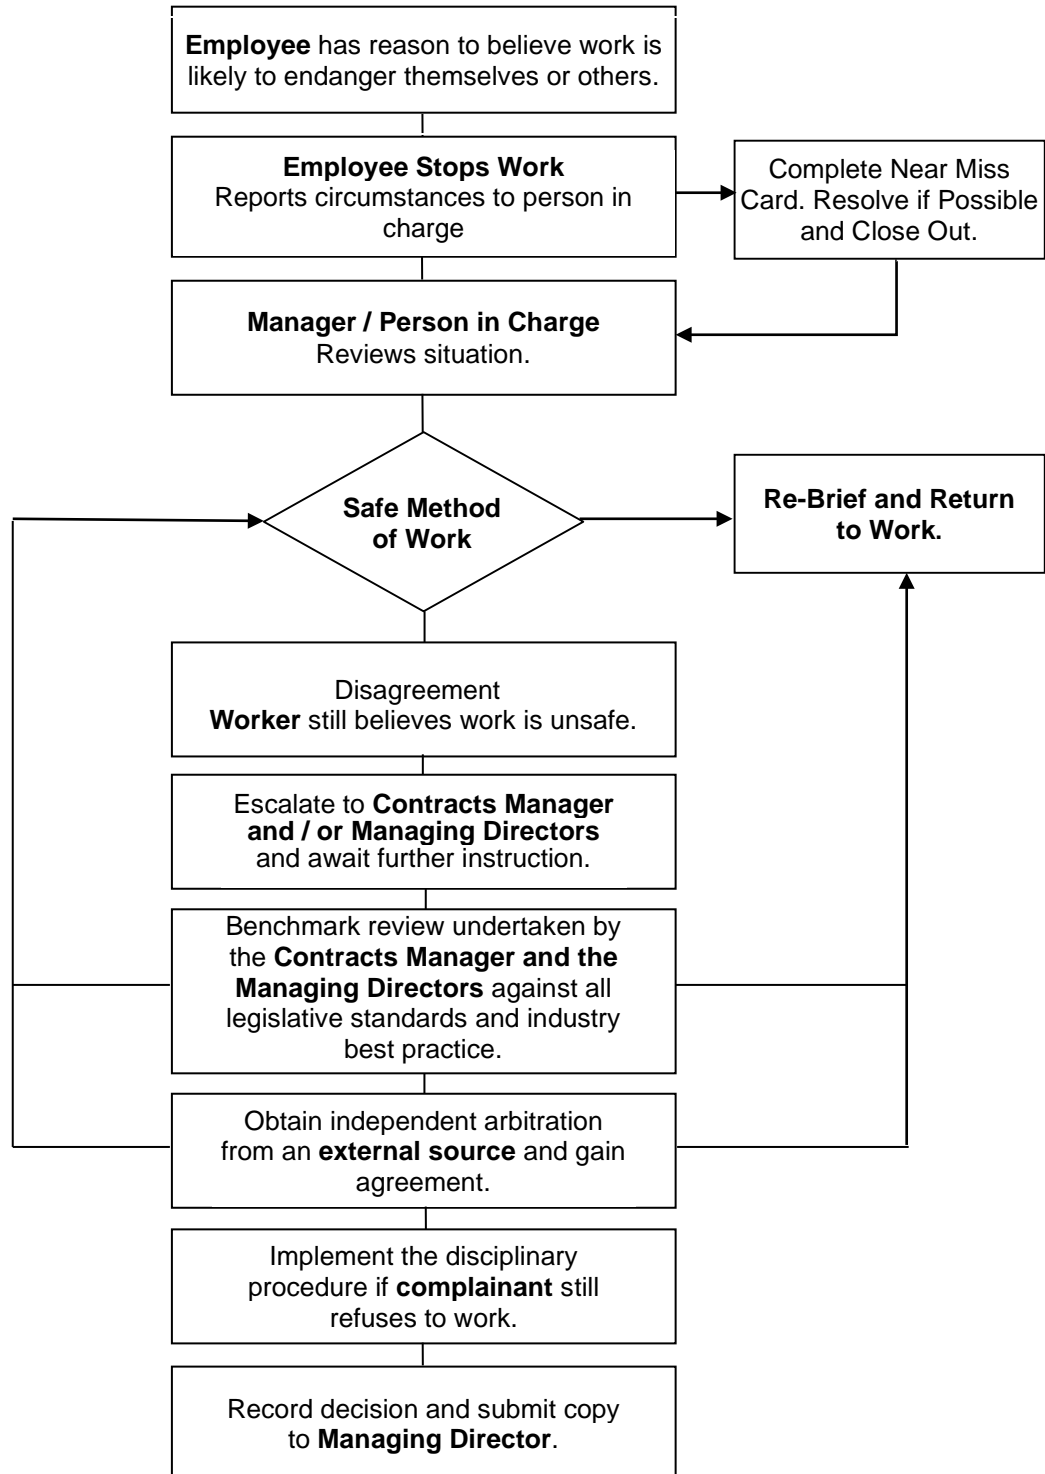 Employee has reason to believe work is
likely to endanger themselves or others.
Employee Stops Work
Reports circumstances to person in
charge
Complete Near Miss
Card. Resolve if Possible
and Close Out.
Manager / Person in Charge
Reviews situation.
Safe Method
of Work
Re-Brief and Return
to Work.
Disagreement
Worker still believes work is unsafe.
Escalate to Contracts Manager
and / or Managing Directors
and await further instruction.
Benchmark review undertaken by
the Contracts Manager and the
Managing Directors against all
legislative standards and industry
best practice.
Obtain independent arbitration
from an external source and gain
agreement.
Implement the disciplinary
procedure if complainant still
refuses to work.
Record decision and submit copy
to Managing Director.